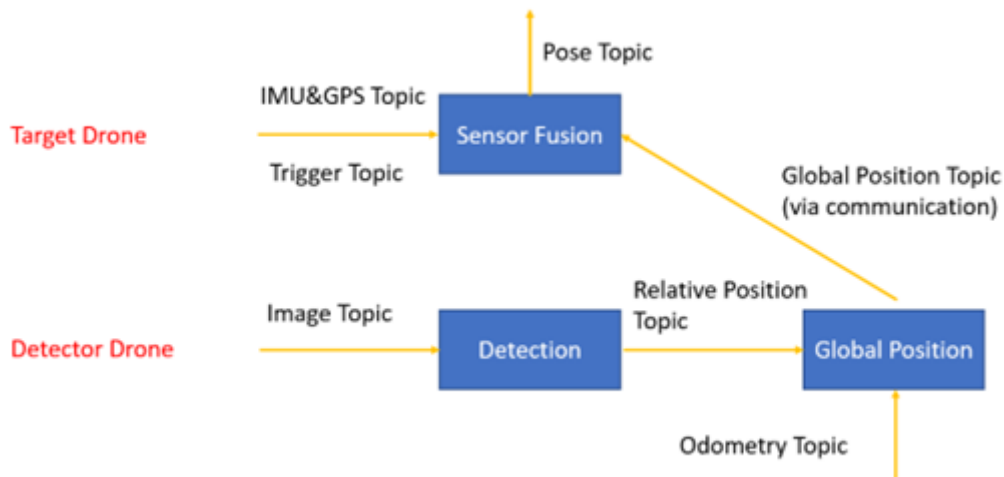 Pose Topic
IMU&GPS Topic
Target Drone
Sensor Fusion
Trigger Topic
Global Position Topic
(via communication)
Relative Position
Topic
Image Topic
Detector Drone
Detection
Global Position
Odometry Topic